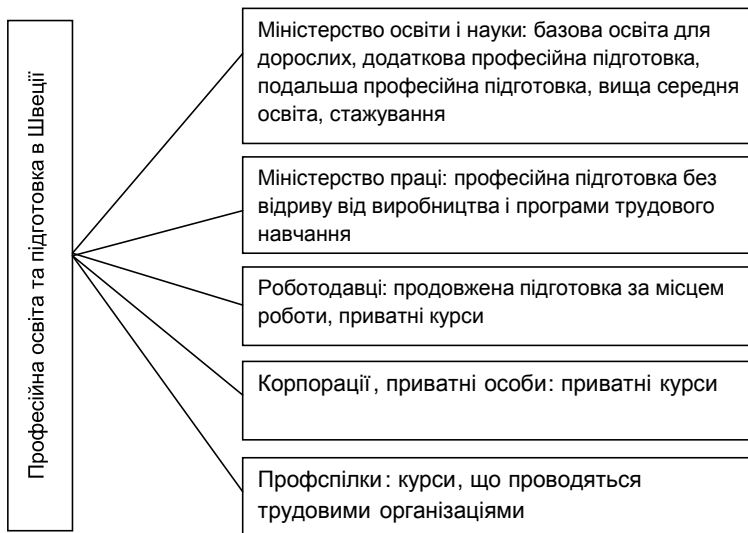 Професійна освіта та підготовка в Швеції
Міністерство освіти і науки: базова освіта для
дорослих, додаткова професійна підготовка,
подальша професійна підготовка, вища середня
освіта, стажування
Міністерство праці: професійна підготовка без
відриву від виробництва і програми трудового
навчання
Роботодавці: продовжена підготовка за місцем
роботи, приватні курси
Корпорації, приватні особи: приватні курси
Профспілки: курси, що проводяться
трудовими організаціями